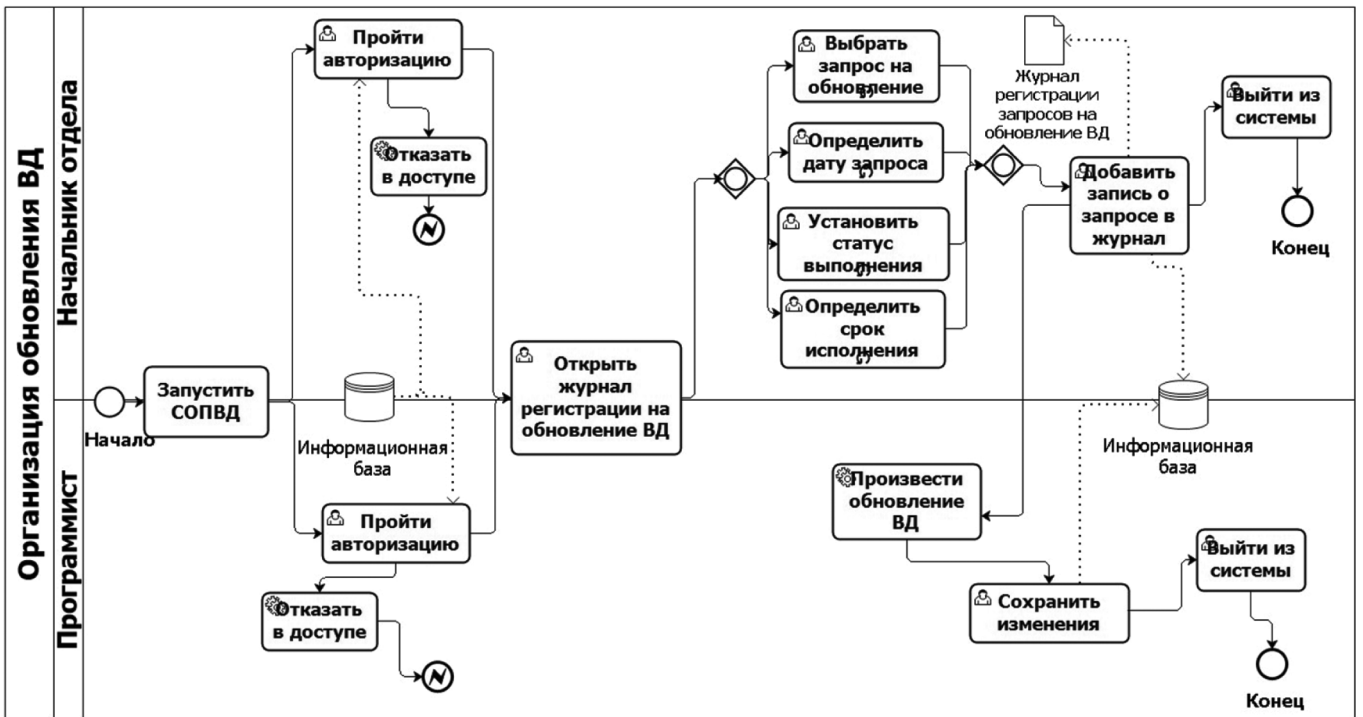 Организация обновления ВД
Начальник отдела
Программист
Начало
Запустить
СОПВД
Пройти
авторизацию
Отказать
в доступе
Информационная
база
Пройти
авторизацию
Отказать
в доступе
Открыть
журнал
регистрации на
обновление ВД
Выбрать
запрос на
обновление
Определить
дату запроса
Установить
статус
выполнения
Определить
срок
исполнения
Журнал
регистрации
запросов на
обновление ВД
Добавить
запись о
запросе в
журнал
Выйти из
системы
Конец
Информационная
база
Произвести
обновление
ВД
Сохранить
изменения
Выйти из
системы
Конец